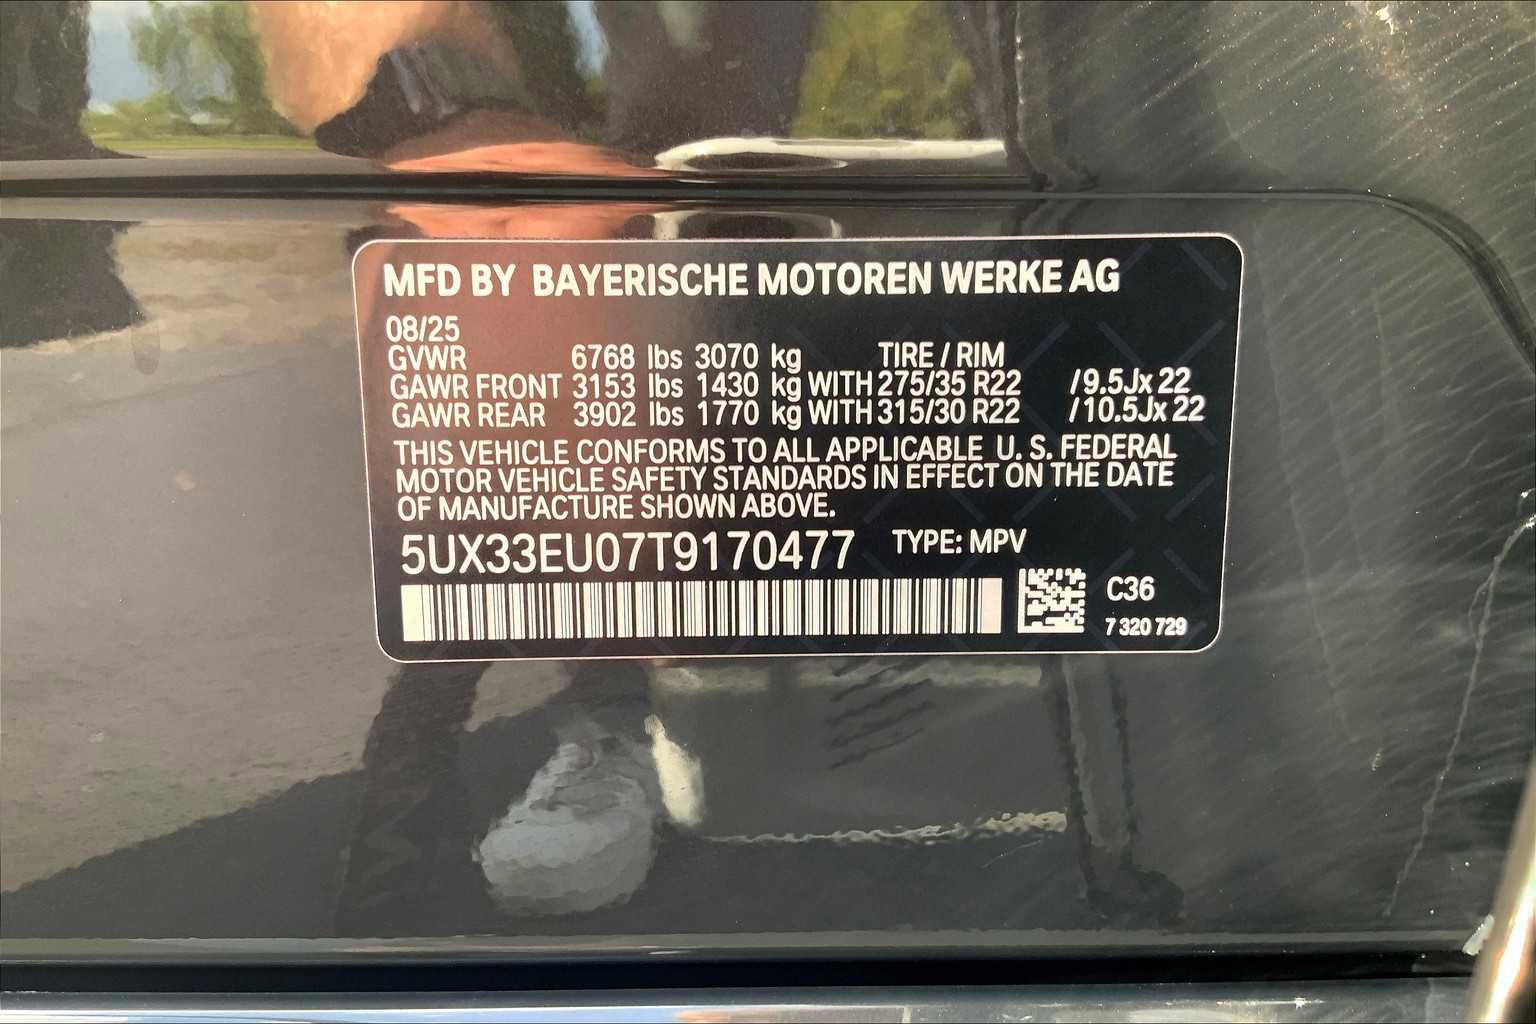 MFD BY BAYERISCHE MOTOREN WERKE AG
08/25
GVWR 6768 lbs 3070 kg TIRE / RIM
GAWR FRONT 3153 lbs 1430 kg WITH 275/35 R22 /9.5Jx 22
GAWR REAR 3902 lbs 1770 kg WITH 315/30 R22 /10.5Jx 22
THIS VEHICLE CONFORMS TO ALL APPLICABLE U. S. FEDERAL
MOTOR VEHICLE SAFETY STANDARDS IN EFFECT ON THE DATE
OF MANUFACTURE SHOWN ABOVE.
5UX33EU07T9170477 TYPE: MPV
C36
7 320 729